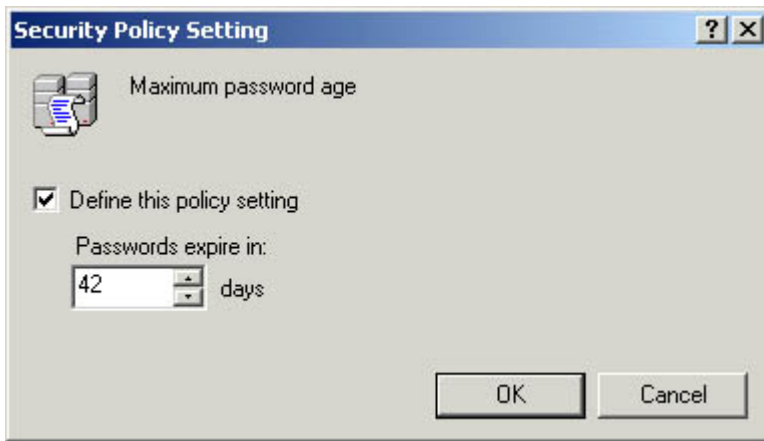 Security Policy Setting
Maximum password age
Define this policy setting
Passwords expire in:
42 days
OK Cancel